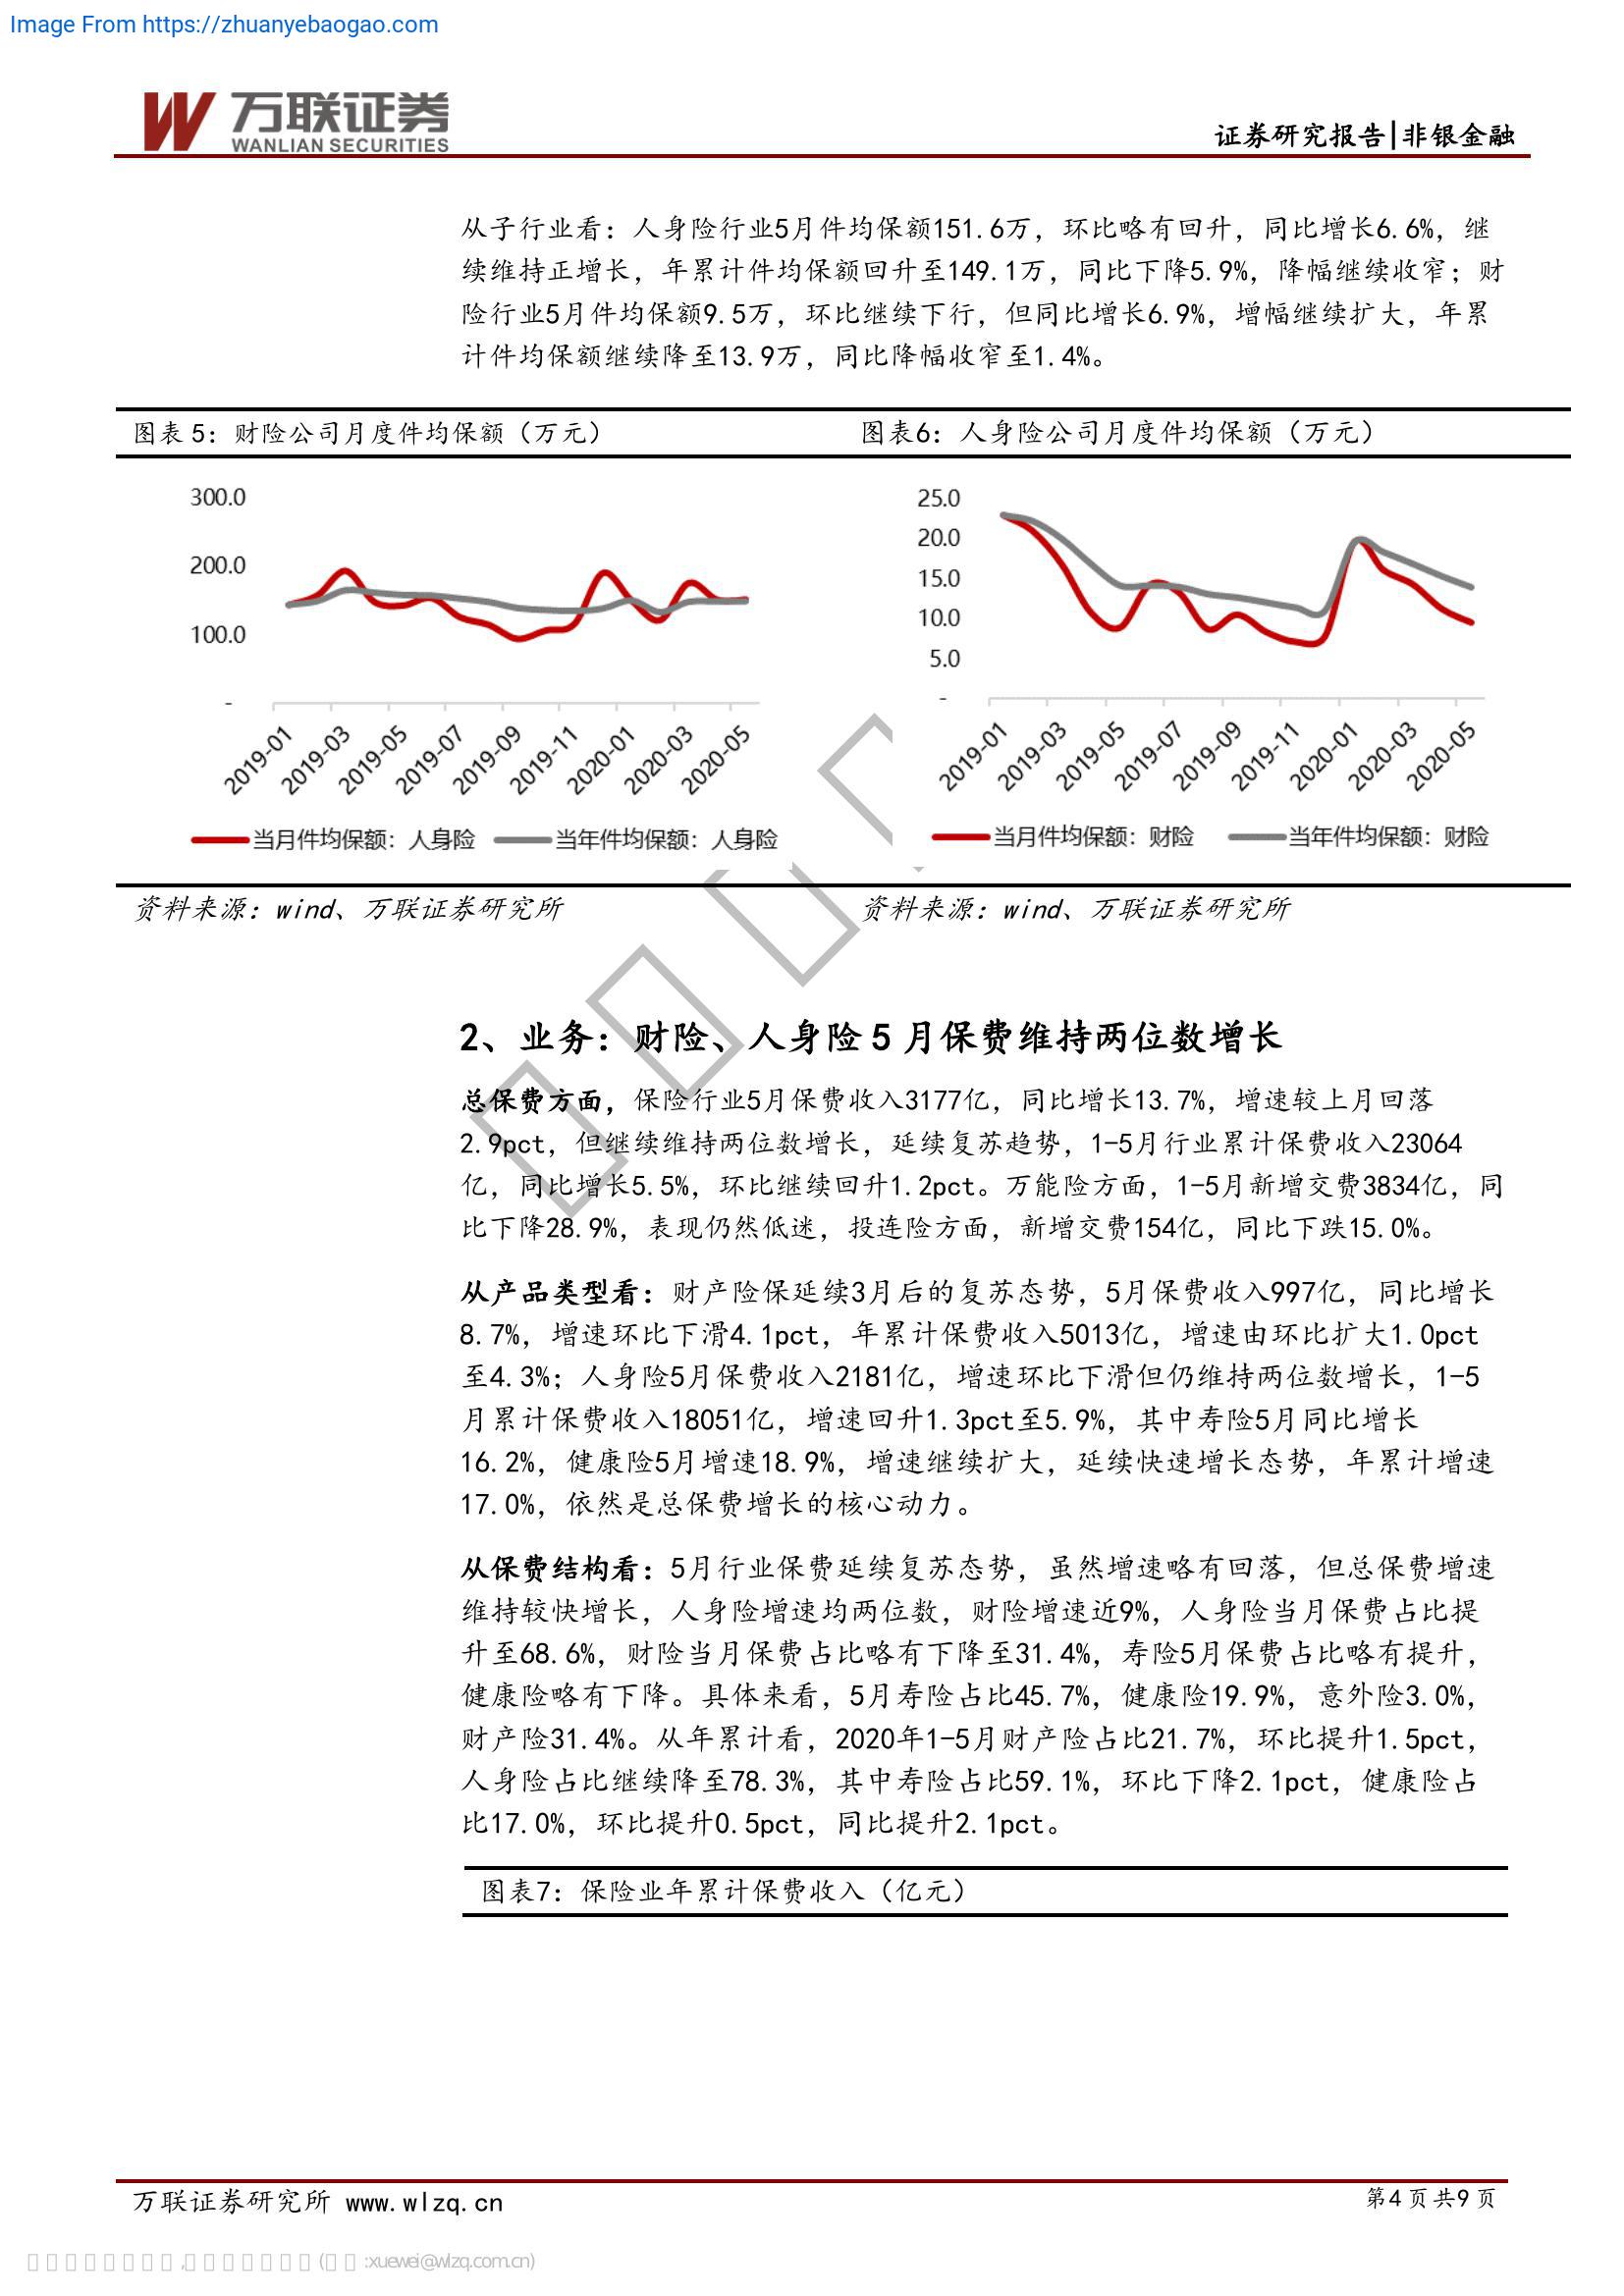 Image From https://zhuanyebaogao.com
万联证券
WANLIAN SECURITIES
证券研究报告|非银金融
从子行业看：人身险行业5月件均保额151.6万，环比略有回升，同比增长6.6%，继
续维持正增长，年累计件均保额回升至149.1万，同比下降5.9%，降幅继续收窄；财
险行业5月件均保额9.5万，环比继续下行，但同比增长6.9%，增幅继续扩大，年累
计件均保额继续降至13.9万，同比降幅收窄至1.4%。
图表 5：财险公司月度件均保额（万元）
图表6：人身险公司月度件均保额（万元）
300.0
200.0
100.0
-
2019-01
2019-03
2019-05
2019-07
2019-09
2019-11
2020-01
2020-03
2020-05
当月件均保额：人身险
当年件均保额：人身险
25.0
20.0
15.0
10.0
5.0
-
2019-01
2019-03
2019-05
2019-07
2019-09
2019-11
2020-01
2020-03
2020-05
当月件均保额：财险
当年件均保额：财险
资料来源：wind、万联证券研究所
资料来源：wind、万联证券研究所
2、业务：财险、人身险 5 月保费维持两位数增长
总保费方面，保险行业5月保费收入3177亿，同比增长13.7%，增速较上月回落
2.9pct，但继续维持两位数增长，延续复苏趋势，1-5月行业累计保费收入23064
亿，同比增长5.5%，环比继续回升1.2pct。万能险方面，1-5月新增交费3834亿，同
比下降28.9%，表现仍然低迷，投连险方面，新增交费154亿，同比下跌15.0%。
从产品类型看：财产险保延续3月后的复苏态势，5月保费收入997亿，同比增长
8.7%，增速环比下滑4.1pct，年累计保费收入5013亿，增速由环比扩大1.0pct
至4.3%；人身险5月保费收入2181亿，增速环比下滑但仍维持两位数增长，1-5
月累计保费收入18051亿，增速回升1.3pct至5.9%，其中寿险5月同比增长
16.2%，健康险5月增速18.9%，增速继续扩大，延续快速增长态势，年累计增速
17.0%，依然是总保费增长的核心动力。
从保费结构看：5月行业保费延续复苏态势，虽然增速略有回落，但总保费增速
维持较快增长，人身险增速均两位数，财险增速近9%，人身险当月保费占比提
升至68.6%，财险当月保费占比略有下降至31.4%，寿险5月保费占比略有提升，
健康险略有下降。具体来看，5月寿险占比45.7%，健康险19.9%，意外险3.0%，
财产险31.4%。从年累计看，2020年1-5月财产险占比21.7%，环比提升1.5pct，
人身险占比继续降至78.3%，其中寿险占比59.1%，环比下降2.1pct，健康险占
比17.0%，环比提升0.5pct，同比提升2.1pct。
图表7：保险业年累计保费收入（亿元）
万联证券研究所 www.wlzq.cn
第4 页 共9 页
:xuewei@wlzq.com.cn)